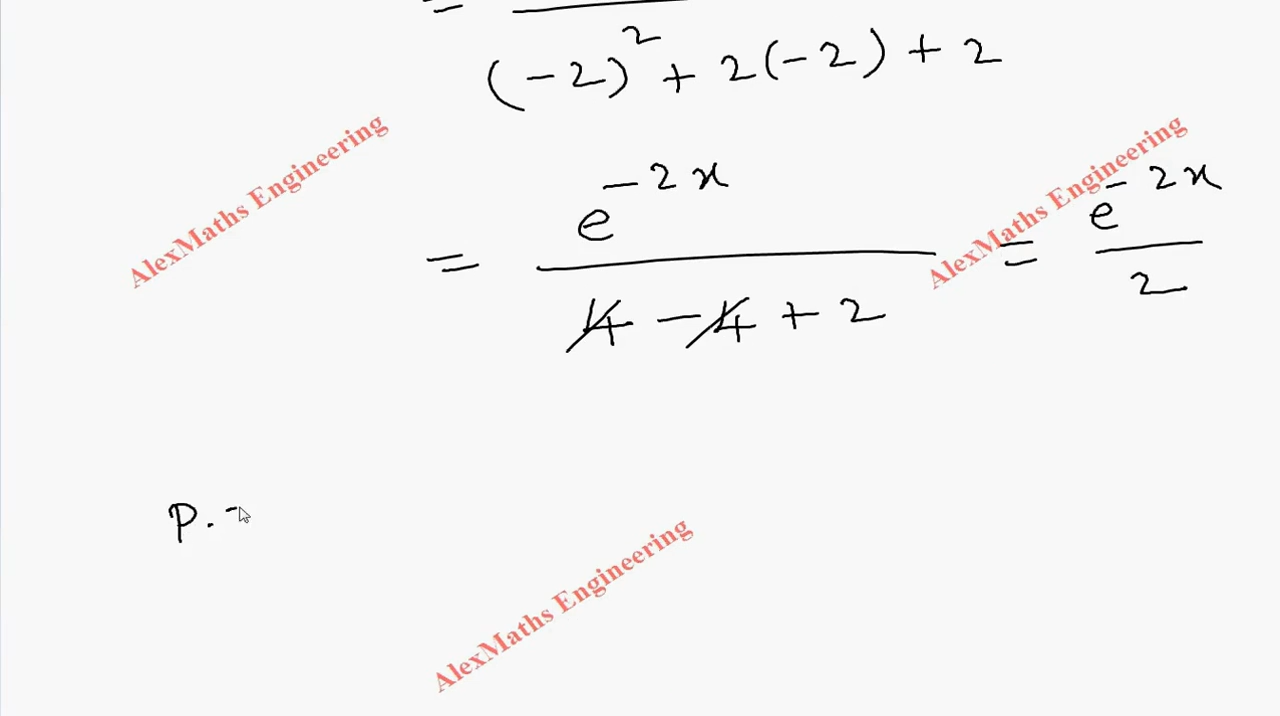 =
(-2)² + 2(-2) + 2
= e^{-2x} / (4 - 4 + 2) = e^{-2x} / 2
P.
AlexMaths Engineering
AlexMaths Engineering
AlexMaths Engineering